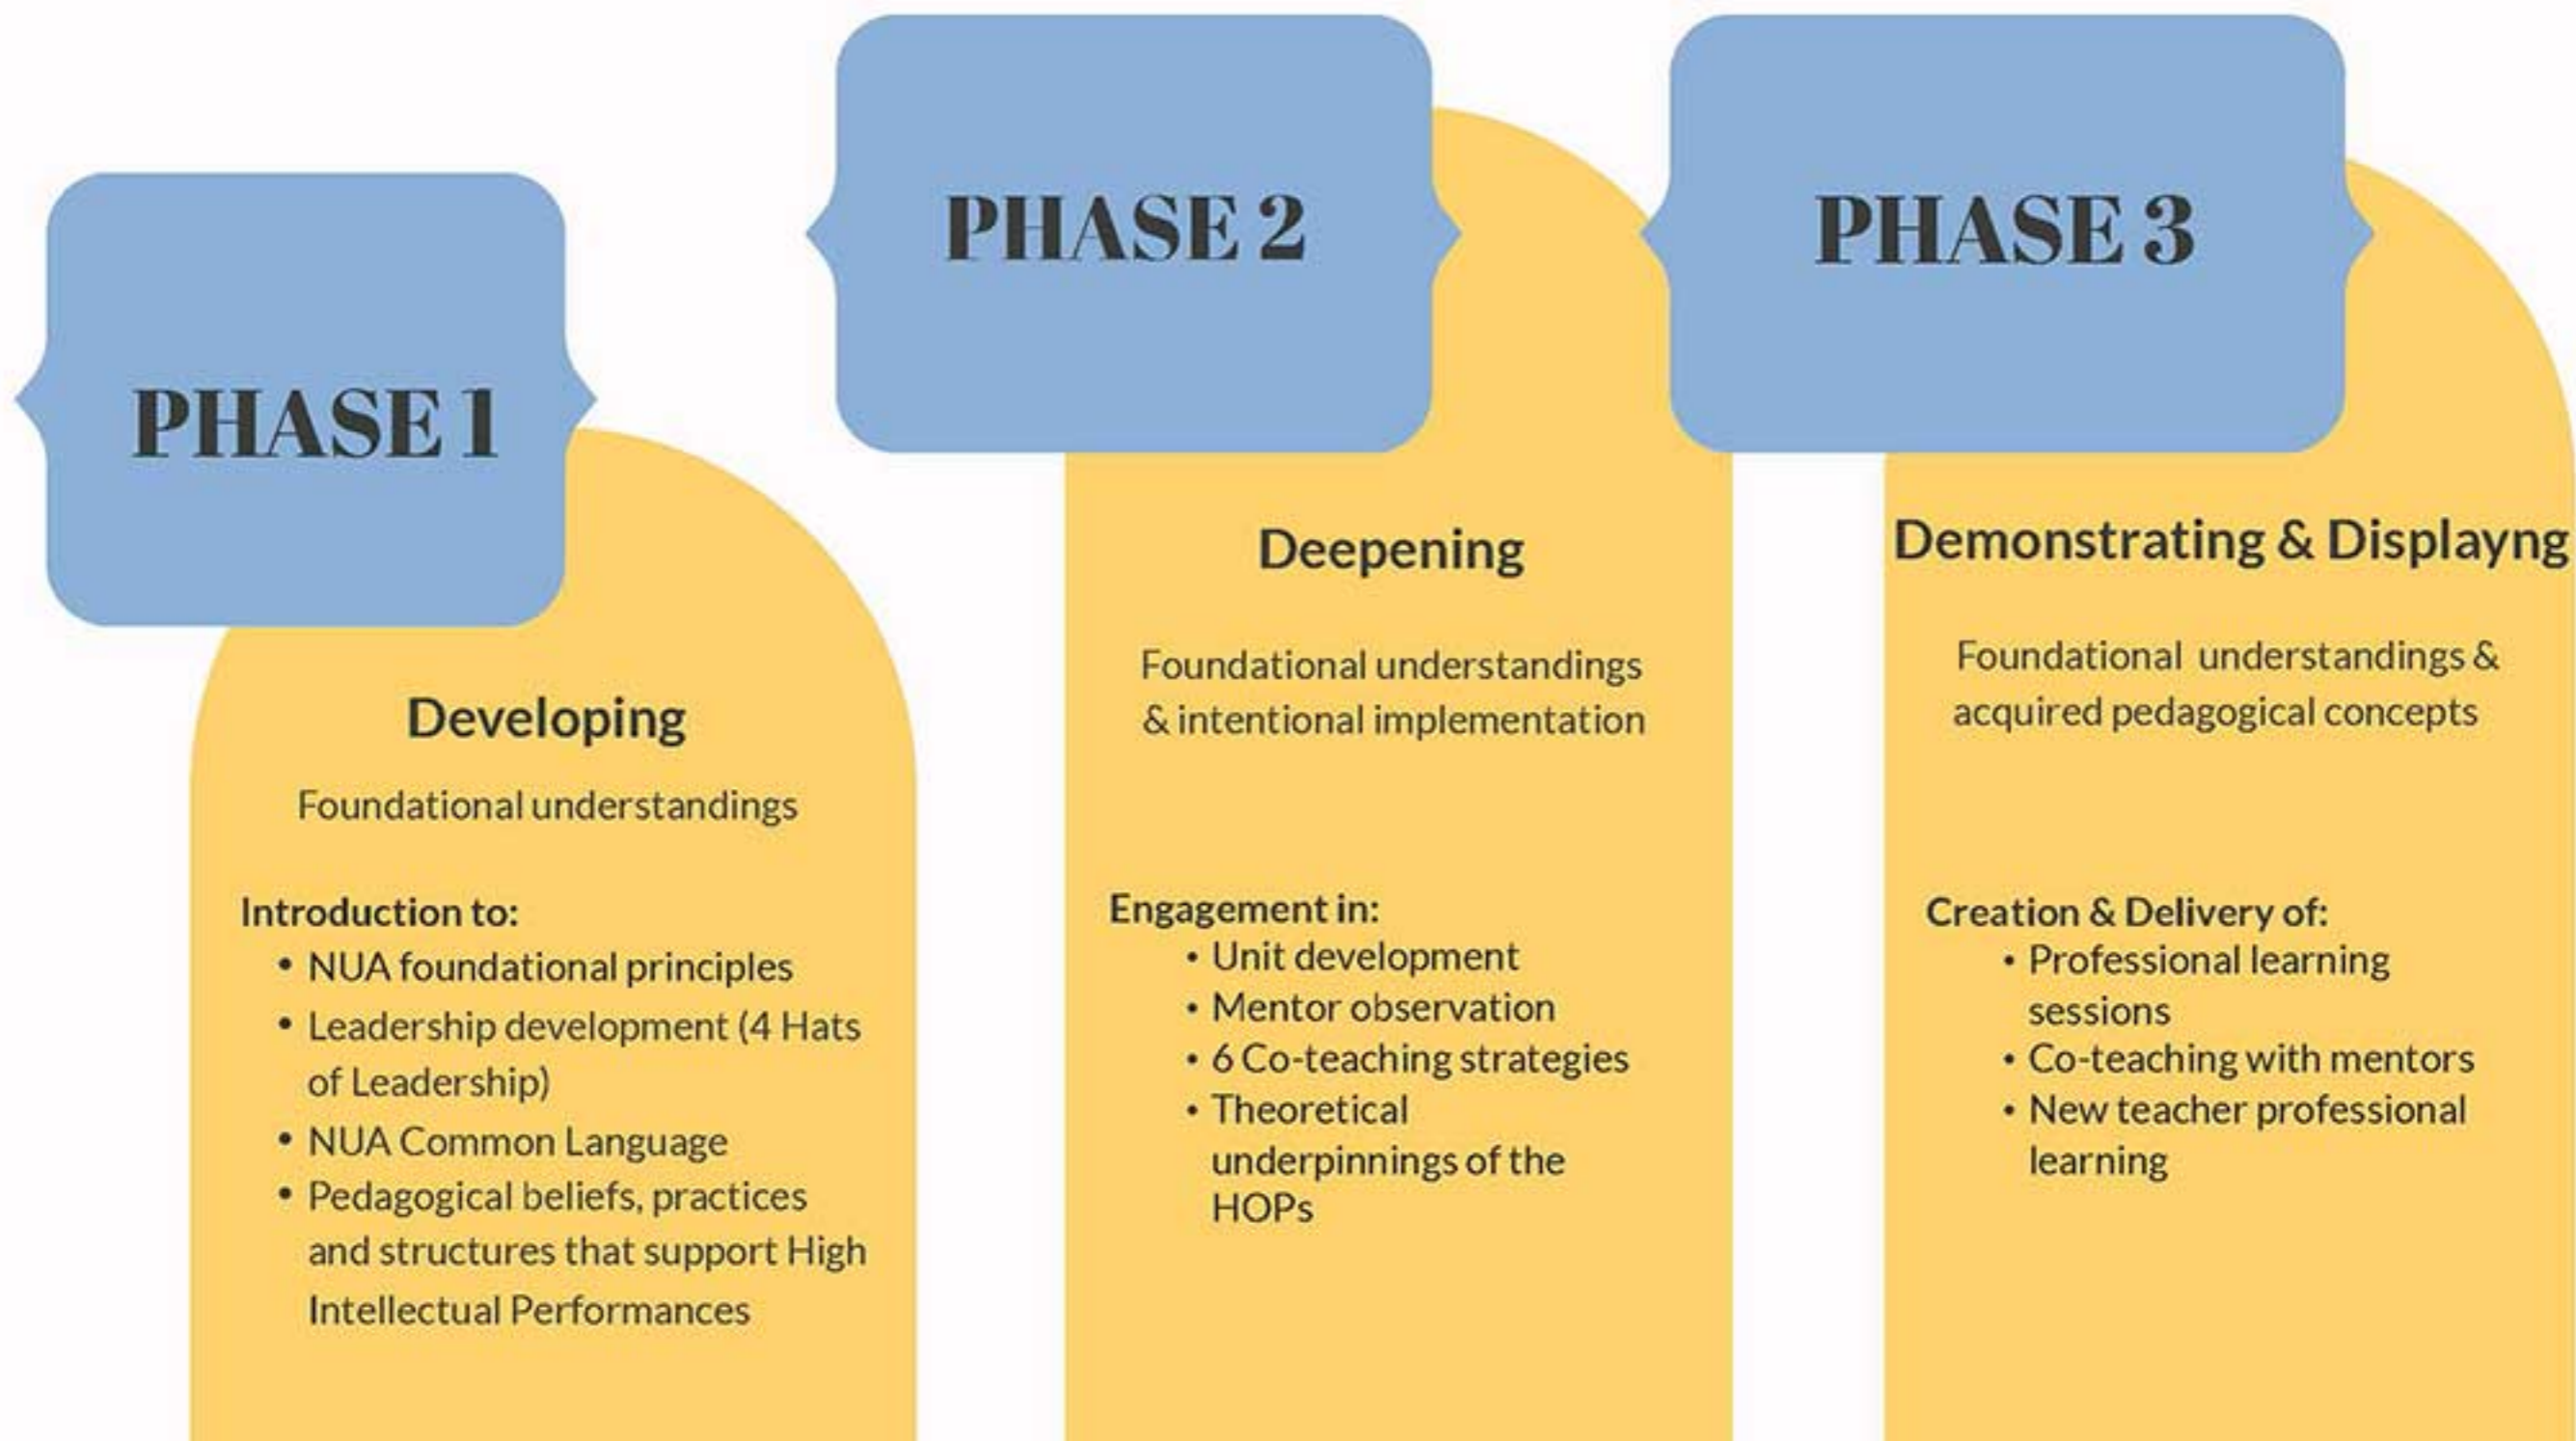 PHASE 1
Developing
Foundational understandings
Introduction to:
• NUA foundational principles
• Leadership development (4 Hats
of Leadership)
• NUA Common Language
• Pedagogical beliefs, practices
and structures that support High
Intellectual Performances
PHASE 2
Deepening
Foundational understandings
& intentional implementation
Engagement in:
• Unit development
• Mentor observation
• 6 Co-teaching strategies
• Theoretical
underpinnings of the
HOPs
PHASE 3
Demonstrating & Displayng
Foundational understandings &
acquired pedagogical concepts
Creation & Delivery of:
• Professional learning
sessions
• Co-teaching with mentors
• New teacher professional
learning